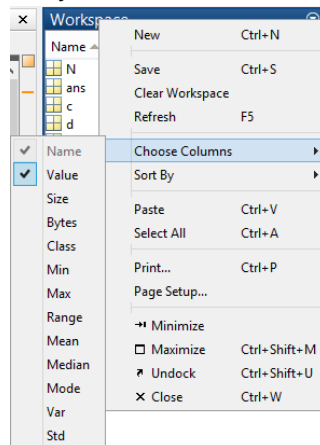 Workspace
Name
N
ans
c
d
New Ctrl+N
Save Ctrl+S
Clear Workspace
Refresh F5
Choose Columns
Sort By
Paste Ctrl+V
Select All Ctrl+A
Print... Ctrl+P
Page Setup...
Minimize
Maximize Ctrl+Shift+M
Undock Ctrl+Shift+U
Close Ctrl+W
Name
Value
Size
Bytes
Class
Min
Max
Range
Mean
Median
Mode
Var
Std